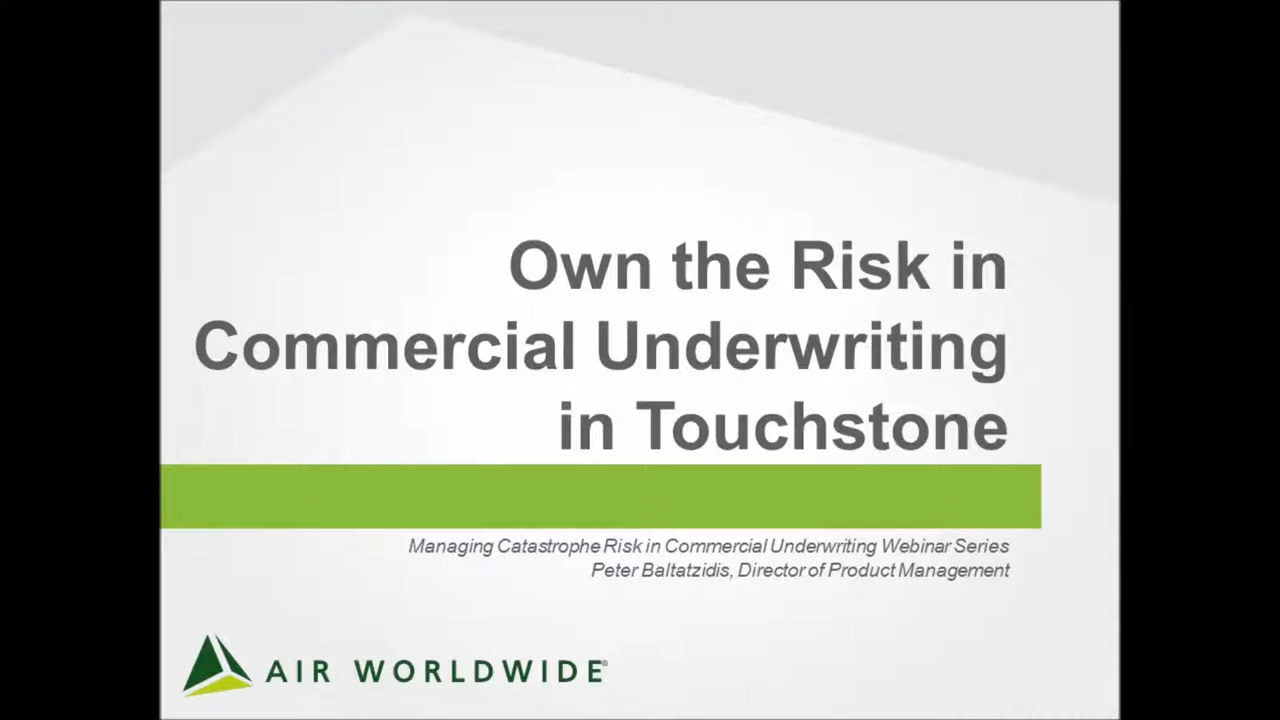 Own the Risk in
Commercial Underwriting
in Touchstone
Managing Catastrophe Risk in Commercial Underwriting Webinar Series
Peter Baltatzidis, Director of Product Management
AIR WORLDWIDE®